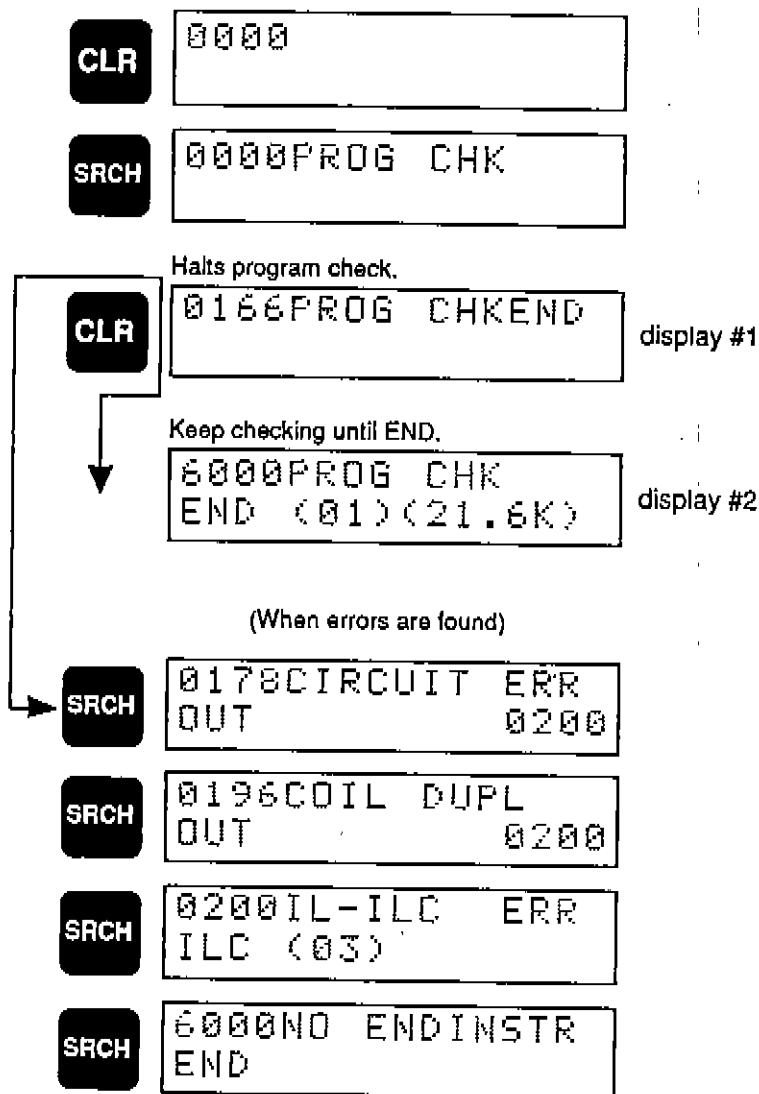 CLR
0000
SRCH
0000PROG CHK
Halts program check.
CLR
0166PROG CHKEND
display #1
Keep checking until END.
6000PROG CHK
END (01)(21.6K)
display #2
(When errors are found)
SRCH
0178CIRCUIT ERR
OUT 0200
SRCH
0196COIL DUPL
OUT 0200
SRCH
0200IL-ILC ERR
ILC (03)
SRCH
6000NO ENDINSTR
END